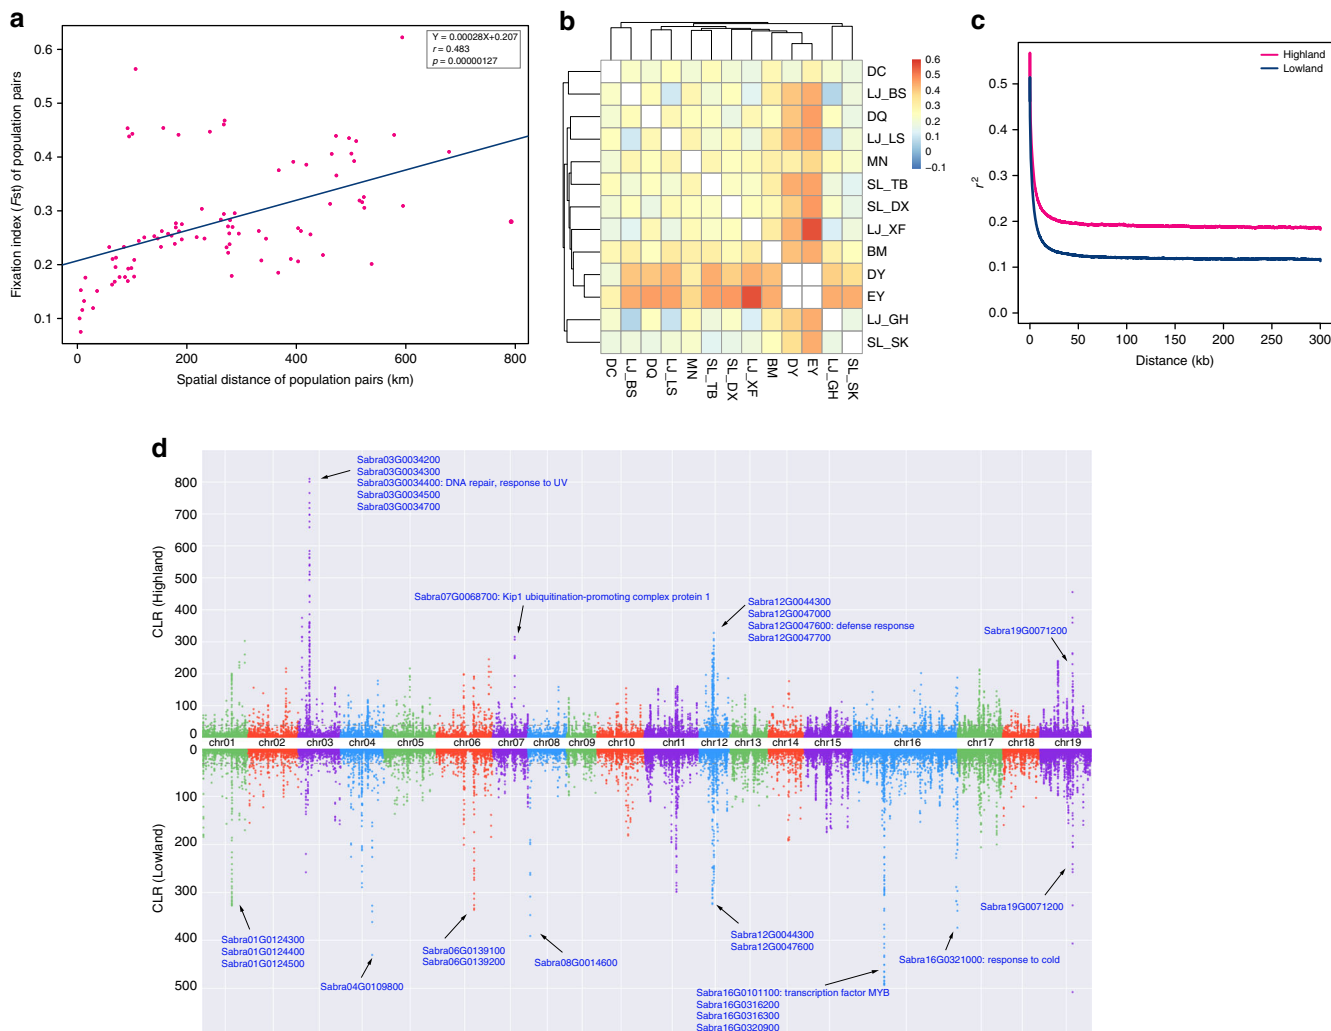 a
Fixation index (Fst) of population pairs
0.6
0.5
0.4
0.3
0.2
0.1
Y = 0.00028X+0.207
r = 0.483
p = 0.00000127
0
200
400
600
800
Spatial distance of population pairs (km)
b
DC
LJ_BS
DQ
LJ_LS
MN
SL_TB
SL_DX
LJ_XF
BM
DY
EY
LJ_GH
SL_SK
0.6
0.5
0.4
0.3
0.2
0.1
0
−0.1
DC
LJ_BS
DQ
LJ_LS
MN
SL_TB
SL_DX
LJ_XF
BM
DY
EY
LJ_GH
SL_SK
c
Highland
Lowland
r²
0.5
0.4
0.3
0.2
0.1
0.0
0
50
100
150
200
250
300
Distance (kb)
d
CLR (Highland)
800
700
600
500
400
300
200
100
0
Sabra03G0034200
Sabra03G0034300
Sabra03G0034400: DNA repair, response to UV
Sabra03G0034500
Sabra03G0034700
Sabra07G0068700: Kip1 ubiquitination-promoting complex protein 1
Sabra12G0044300
Sabra12G0047000
Sabra12G0047600: defense response
Sabra12G0047700
Sabra19G0071200
chr01
chr02
chr03
chr04
chr05
chr06
chr07
chr08
chr09
chr10
chr11
chr12
chr13
chr14
chr15
chr16
chr17
chr18
chr19
CLR (Lowland)
0
100
200
300
400
500
Sabra01G0124300
Sabra01G0124400
Sabra01G0124500
Sabra04G0109800
Sabra06G0139100
Sabra06G0139200
Sabra08G0014600
Sabra12G0044300
Sabra12G0047600
Sabra16G0101100: transcription factor MYB
Sabra16G0316200
Sabra16G0316300
Sabra16G0320900
Sabra16G0321000: response to cold
Sabra19G0071200